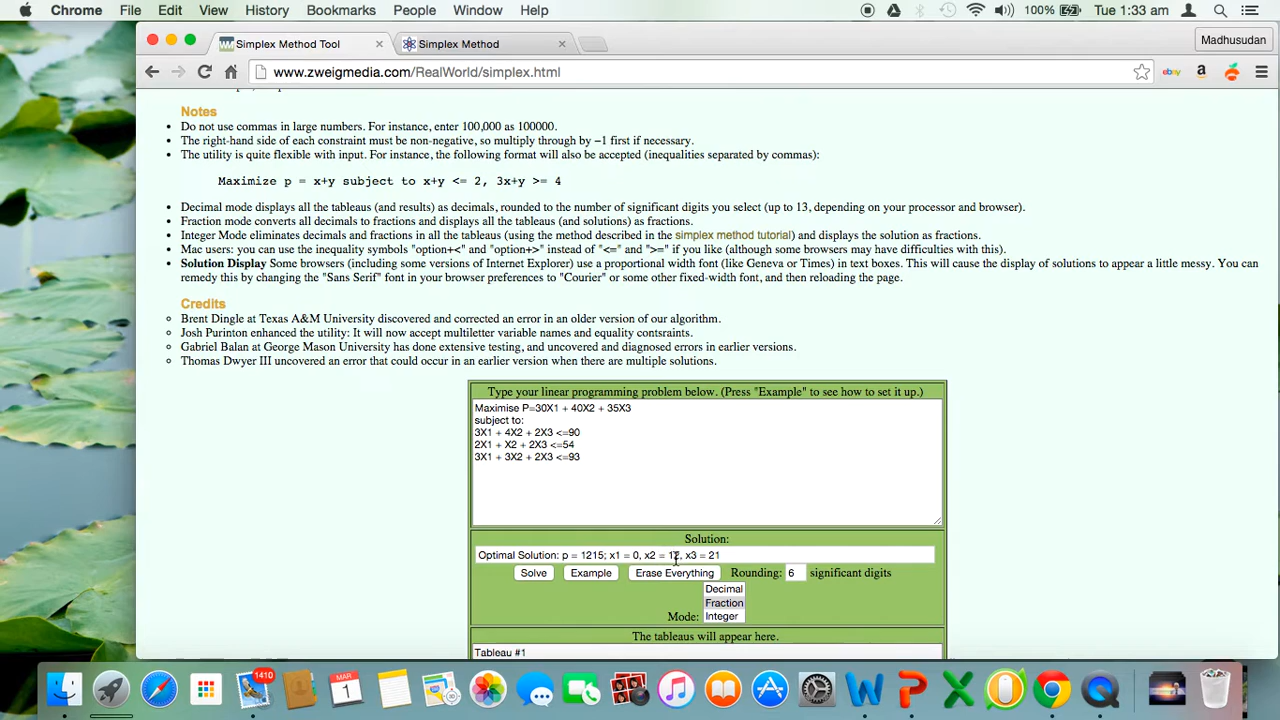 Chrome File Edit View History Bookmarks People Window Help 100% Tue 1:33 am
Simplex Method Tool Simplex Method Madhusudan
www.zweigmedia.com/RealWorld/simplex.html ebay a
Notes
• Do not use commas in large numbers. For instance, enter 100,000 as 100000.
• The right-hand side of each constraint must be non-negative, so multiply through by −1 first if necessary.
• The utility is quite flexible with input. For instance, the following format will also be accepted (inequalities separated by commas):
Maximize p = x+y subject to x+y <= 2, 3x+y >= 4
• Decimal mode displays all the tableaus (and results) as decimals, rounded to the number of significant digits you select (up to 13, depending on your processor and browser).
• Fraction mode converts all decimals to fractions and displays all the tableaus (and solutions) as fractions.
• Integer Mode eliminates decimals and fractions in all the tableaus (using the method described in the simplex method tutorial) and displays the solution as fractions.
• Mac users: you can use the inequality symbols "option+<" and "option+>" instead of "<=" and ">=" if you like (although some browsers may have difficulties with this).
• Solution Display Some browsers (including some versions of Internet Explorer) use a proportional width font (like Geneva or Times) in text boxes. This will cause the display of solutions to appear a little messy. You can
remedy this by changing the "Sans Serif" font in your browser preferences to "Courier" or some other fixed-width font, and then reloading the page.
Credits
Brent Dingle at Texas A&M University discovered and corrected an error in an older version of our algorithm.
Josh Purinton enhanced the utility: It will now accept multiletter variable names and equality contsraints.
Gabriel Balan at George Mason University has done extensive testing, and uncovered and diagnosed errors in earlier versions.
Thomas Dwyer III uncovered an error that could occur in an earlier version when there are multiple solutions.
Type your linear programming problem below. (Press "Example" to see how to set it up.)
Maximise P=30X1 + 40X2 + 35X3
subject to:
3X1 + 4X2 + 2X3 <=90
2X1 + X2 + 2X3 <=54
3X1 + 3X2 + 2X3 <=93
Solution:
Optimal Solution: p = 1215; x1 = 0, x2 = 12, x3 = 21
Solve Example Erase Everything Rounding: 6 significant digits
Decimal
Fraction
Mode: Integer
The tableaus will appear here.
Tableau #1
1410
MAR
1